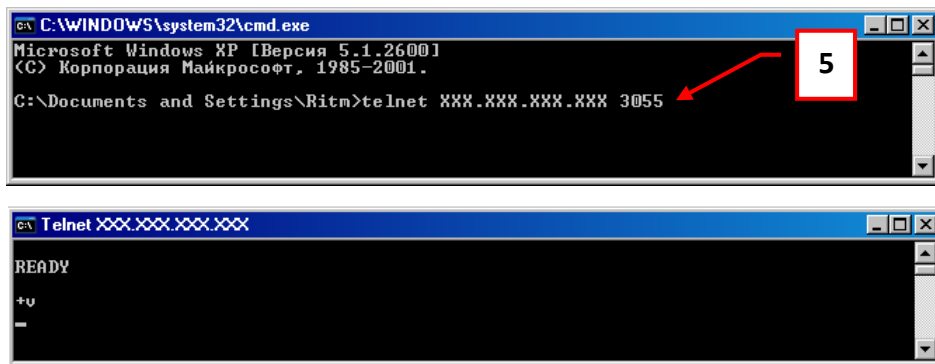 C:\WINDOWS\system32\cmd.exe
Microsoft Windows XP [Версия 5.1.2600]
(С) Корпорация Майкрософт, 1985-2001.
5
C:\Documents and Settings\Ritm>telnet XXX.XXX.XXX.XXX 3055
Telnet XXX.XXX.XXX.XXX
READY
+v